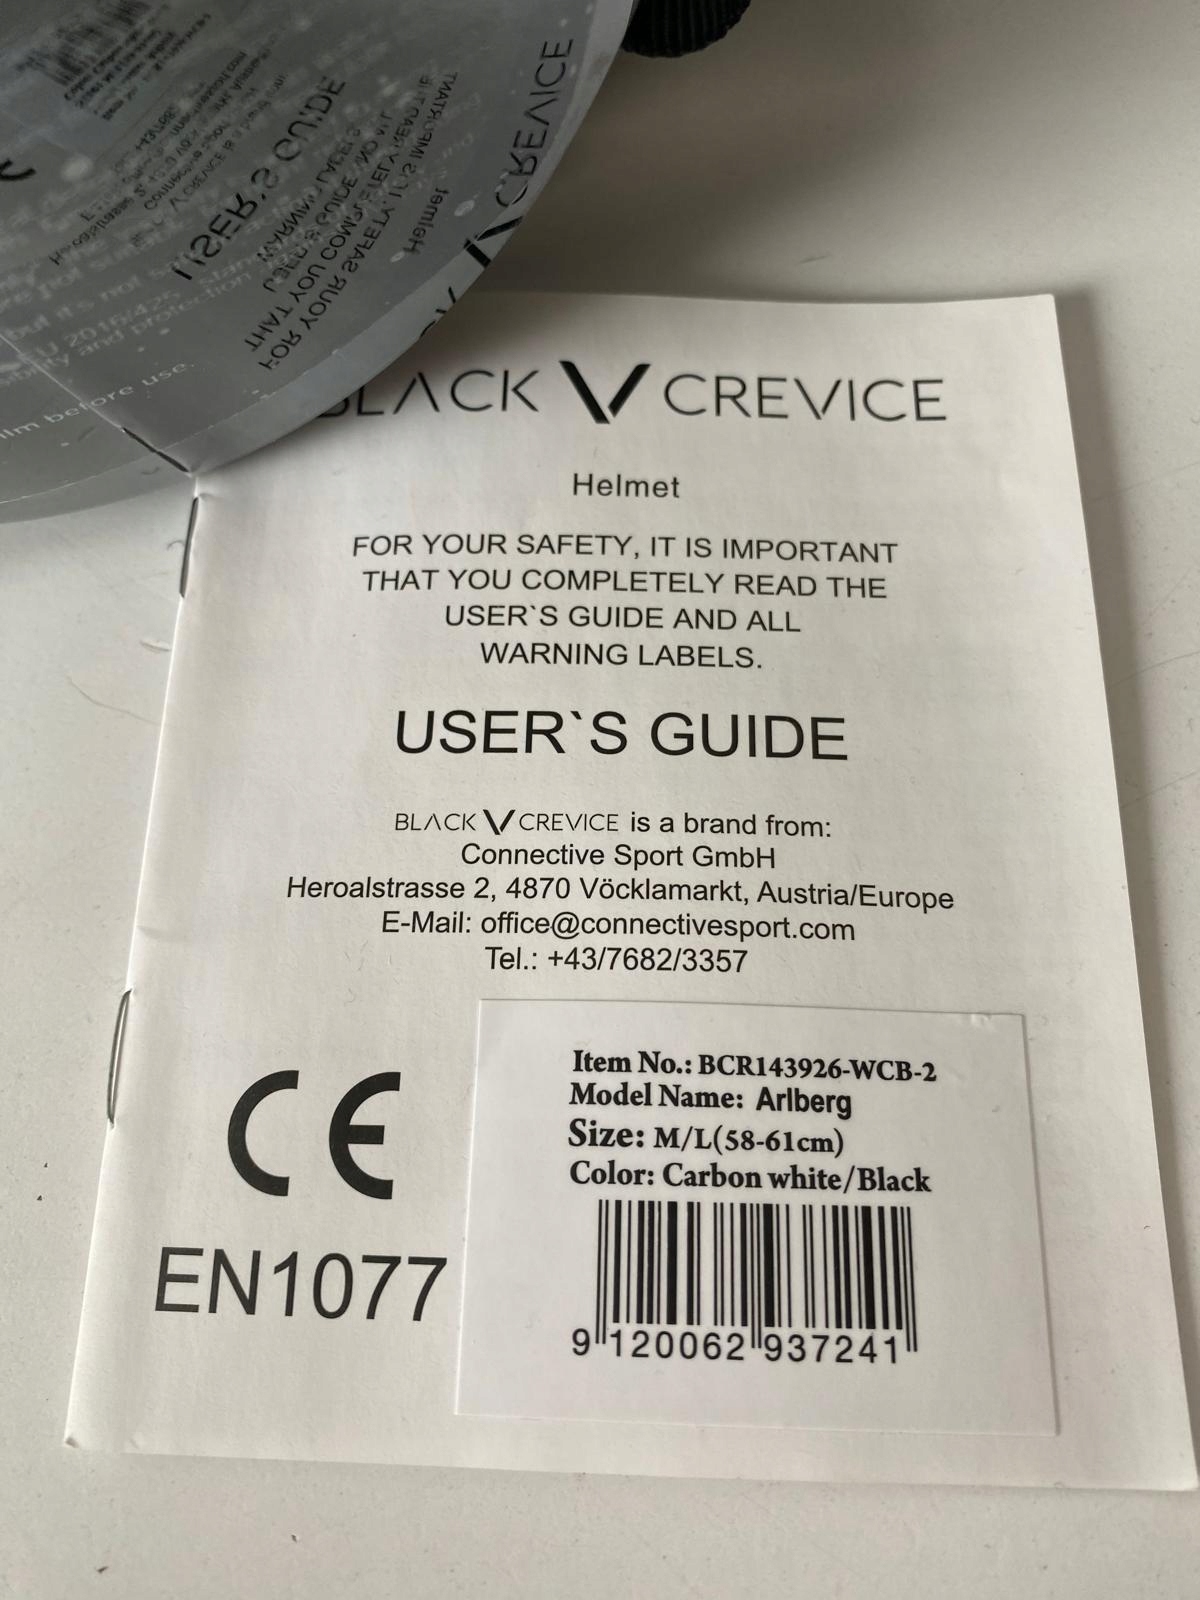 BLACK CREVICE
Helmet
FOR YOUR SAFETY, IT IS IMPORTANT
THAT YOU COMPLETELY READ THE
USER`S GUIDE AND ALL
WARNING LABELS.
USER`S GUIDE
BLACK CREVICE is a brand from:
Connective Sport GmbH
Heroalstrasse 2, 4870 Vöcklamarkt, Austria/Europe
E-Mail: office@connectivesport.com
Tel.: +43/7682/3357
CE
EN1077
Item No.: BCR143926-WCB-2
Model Name: Arlberg
Size: M/L(58-61cm)
Color: Carbon white/Black
9 120062 937241
before use.